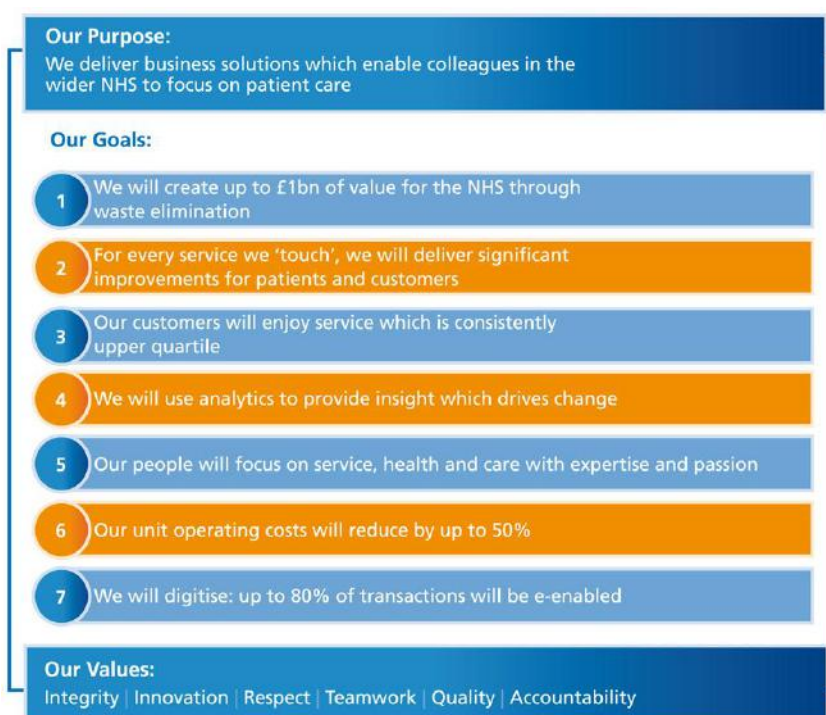 Our Purpose:
We deliver business solutions which enable colleagues in the
wider NHS to focus on patient care
Our Goals:
1
We will create up to £1bn of value for the NHS through
waste elimination
2
For every service we ‘touch’, we will deliver significant
improvements for patients and customers
3
Our customers will enjoy service which is consistently
upper quartile
4
We will use analytics to provide insight which drives change
5
Our people will focus on service, health and care with expertise and passion
6
Our unit operating costs will reduce by up to 50%
7
We will digitise: up to 80% of transactions will be e-enabled
Our Values:
Integrity | Innovation | Respect | Teamwork | Quality | Accountability